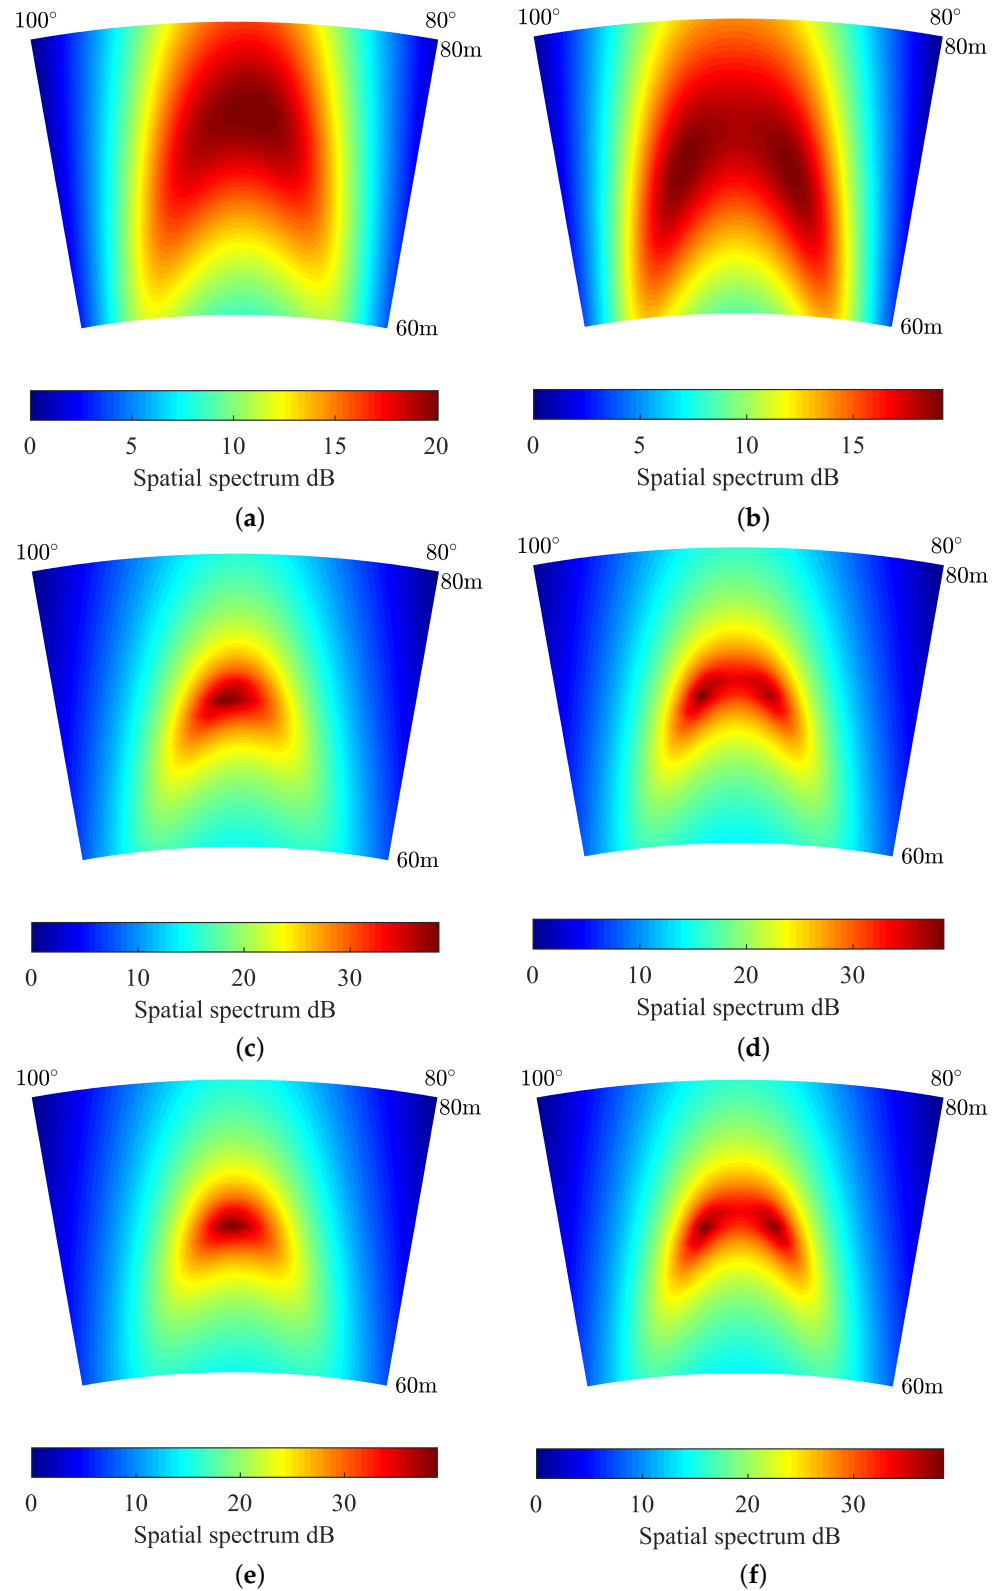 100° 80° 100° 80°
80m 80m
60m 60m
0 5 10 15 20 0 5 10 15
Spatial spectrum dB Spatial spectrum dB
(a) (b)
100° 80° 100° 80°
80m 80m
60m 60m
0 10 20 30 0 10 20 30
Spatial spectrum dB Spatial spectrum dB
(c) (d)
100° 80° 100° 80°
80m 80m
60m 60m
0 10 20 30 0 10 20 30
Spatial spectrum dB Spatial spectrum dB
(e) (f)